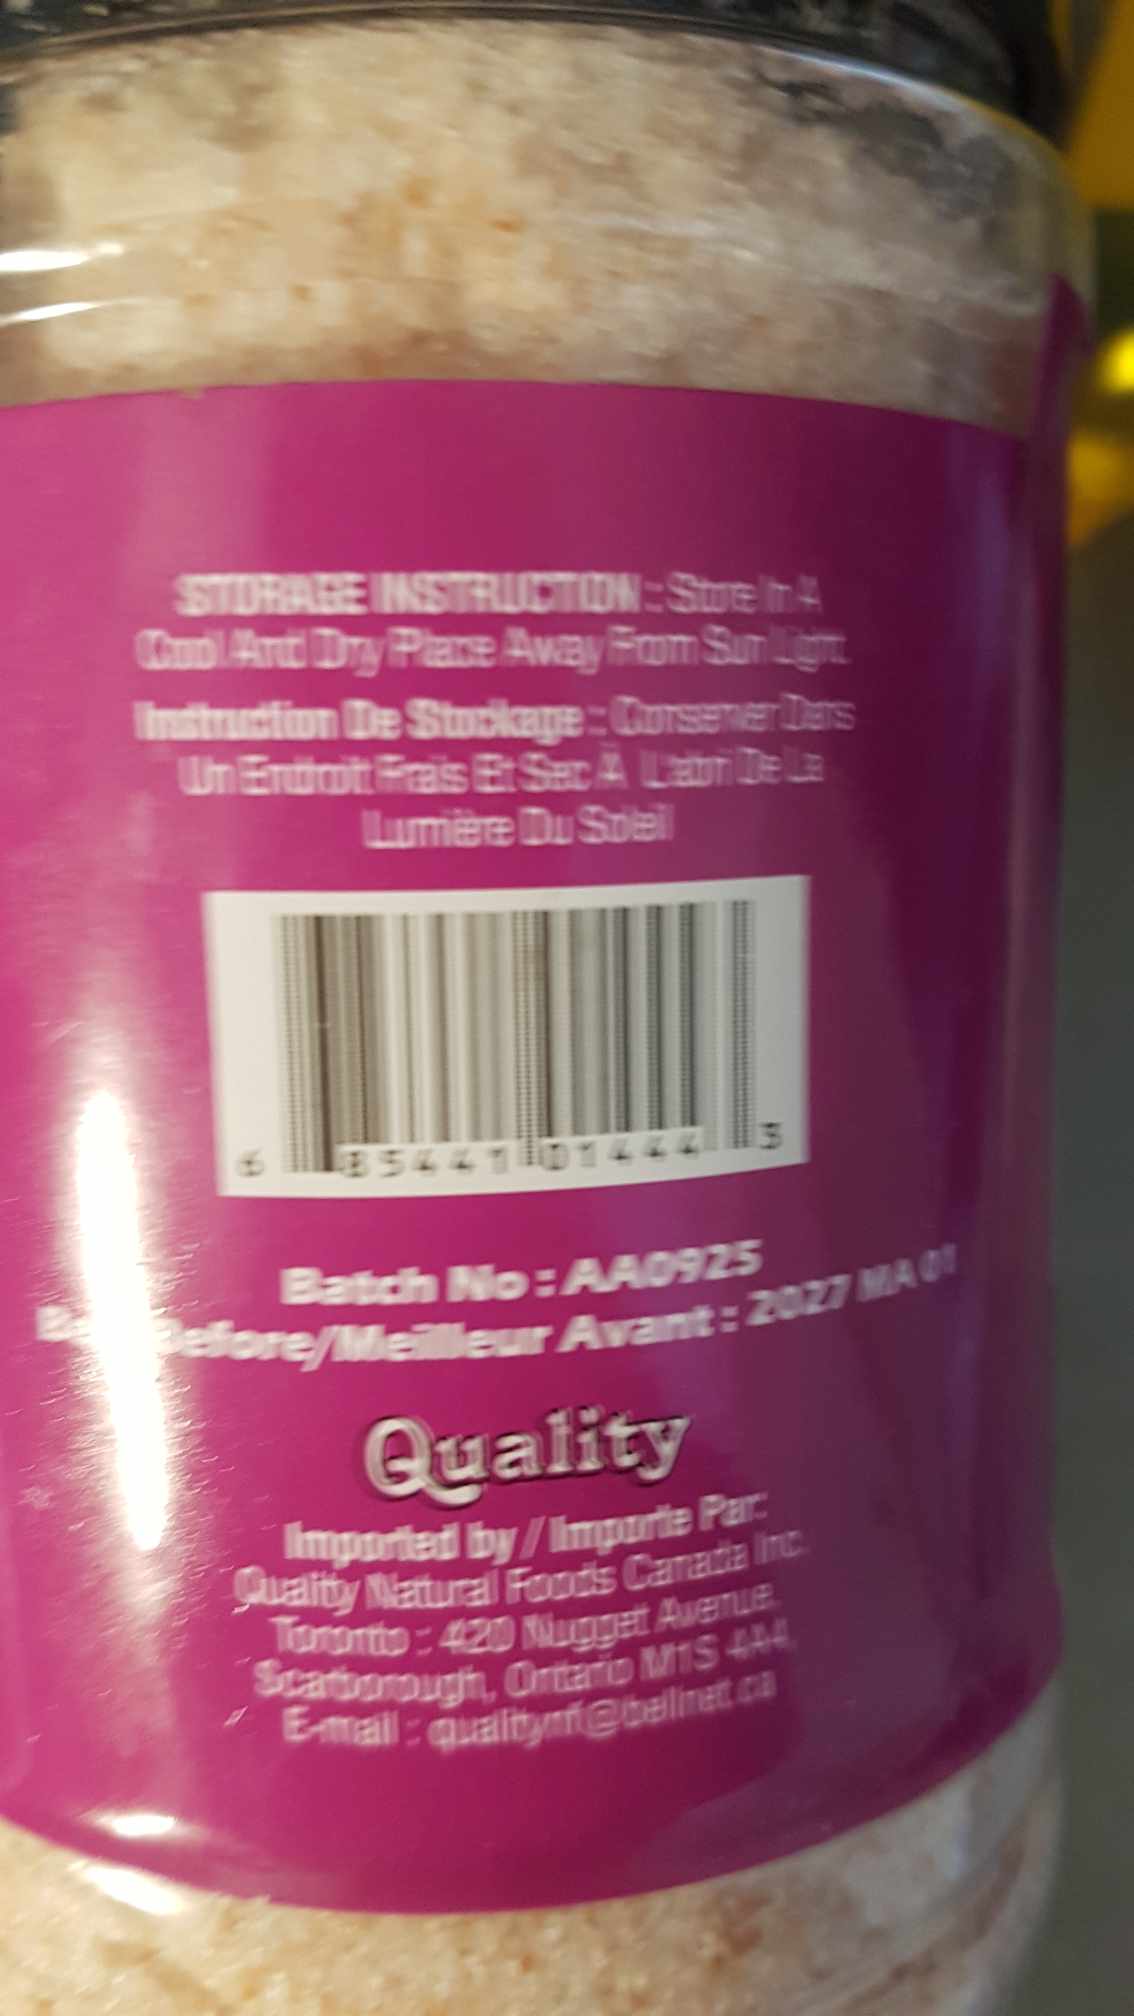 STORAGE INSTRUCTION : Store In A
Cool And Dry Place Away From Sun Light.
Instruction De Stockage : Conserver Dans
Un Endroit Frais Et Sec À L'abri De La
Lumière Du Soleil
6 85441 01444 3
Batch No : AA0925
Before/Meilleur Avant : 2027 MA 01
Quality
Imported by / Importe Par:
Quality Natural Foods Canada Inc.
Toronto : 420 Nugget Avenue,
Scarborough, Ontario M1S 4A4,
E-mail : qualitynf@bellnet.ca